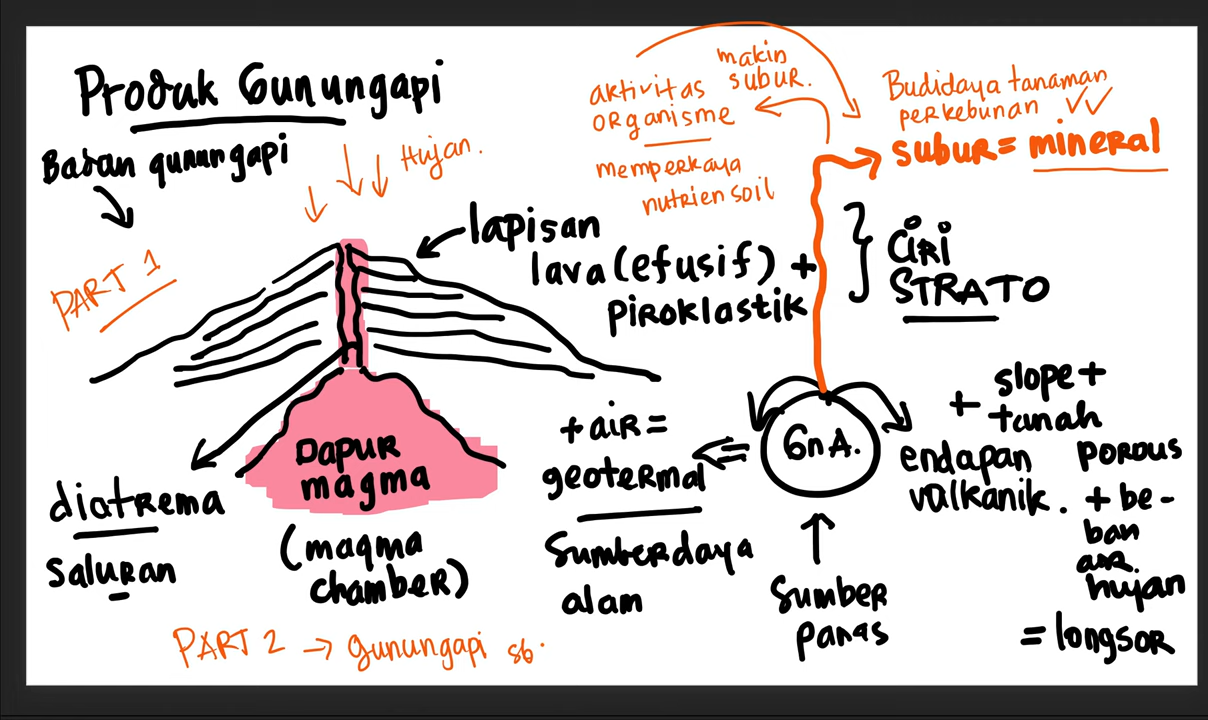 Produk Gunungapi
Badan gunungapi
Hujan.
PART 1
lapisan
lava (efusif) +
piroklastik
CIRI
STRATO
aktivitas
organisme
makin
subur.
memperkaya
nutrien soil
Budidaya tanaman
perkebunan
subur = mineral
Dapur
magma
(magma
chamber)
diatrema
saluran
+ air =
geotermal
Sumberdaya
alam
GnA.
Sumber
panas
endapan
valkanik.
+ slope +
tanah
porous
+ be-
ban
air
hujan
= longsor
PART 2 → gunungapi sb.